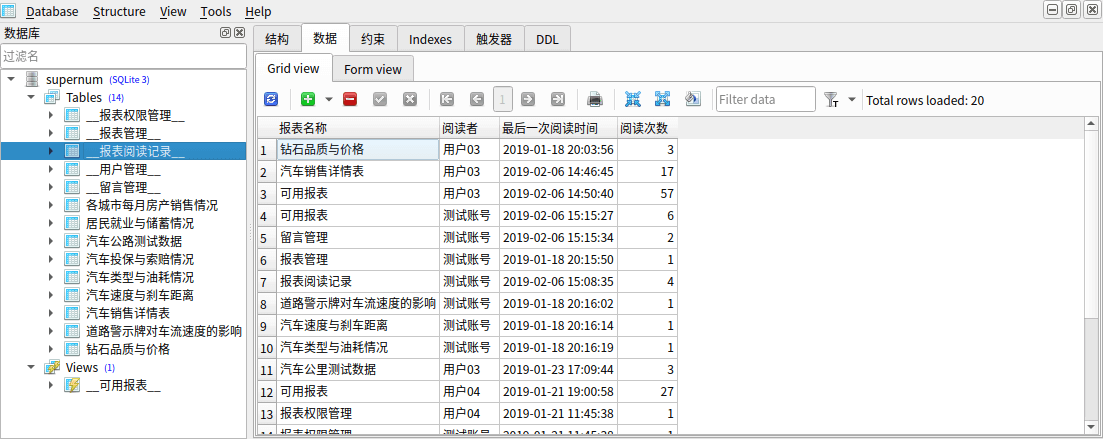 Database Structure View Tools Help
数据库
过滤名
supernum (SQLite 3)
Tables (14)
__报表权限管理__
__报表管理__
__报表阅读记录__
__用户管理__
__留言管理__
各城市每月房产销售情况
居民就业与储蓄情况
汽车公路测试数据
汽车投保与索赔情况
汽车类型与油耗情况
汽车速度与刹车距离
汽车销售详情表
道路警示牌对车流速度的影响
钻石品质与价格
Views (1)
__可用报表__
结构 数据 约束 Indexes 触发器 DDL
Grid view Form view
1 Filter data Total rows loaded: 20
报表名称 阅读者 最后一次阅读时间 阅读次数
1 钻石品质与价格 用户03 2019-01-18 20:03:56 3
2 汽车销售详情表 用户03 2019-02-06 14:46:45 17
3 可用报表 用户03 2019-02-06 14:50:40 57
4 可用报表 测试账号 2019-02-06 15:15:27 6
5 留言管理 测试账号 2019-02-06 15:15:34 2
6 报表管理 测试账号 2019-01-18 20:15:50 1
7 报表阅读记录 测试账号 2019-02-06 15:08:35 4
8 道路警示牌对车流速度的影响 测试账号 2019-01-18 20:16:02 1
9 汽车速度与刹车距离 测试账号 2019-01-18 20:16:14 1
10 汽车类型与油耗情况 测试账号 2019-01-18 20:16:19 1
11 汽车公里测试数据 用户03 2019-01-23 17:09:44 3
12 可用报表 用户04 2019-01-21 19:00:58 27
13 报表权限管理 用户04 2019-01-21 11:45:38 1
14 报表权限管理 测试账号 2019-01-21 11:45:38 1